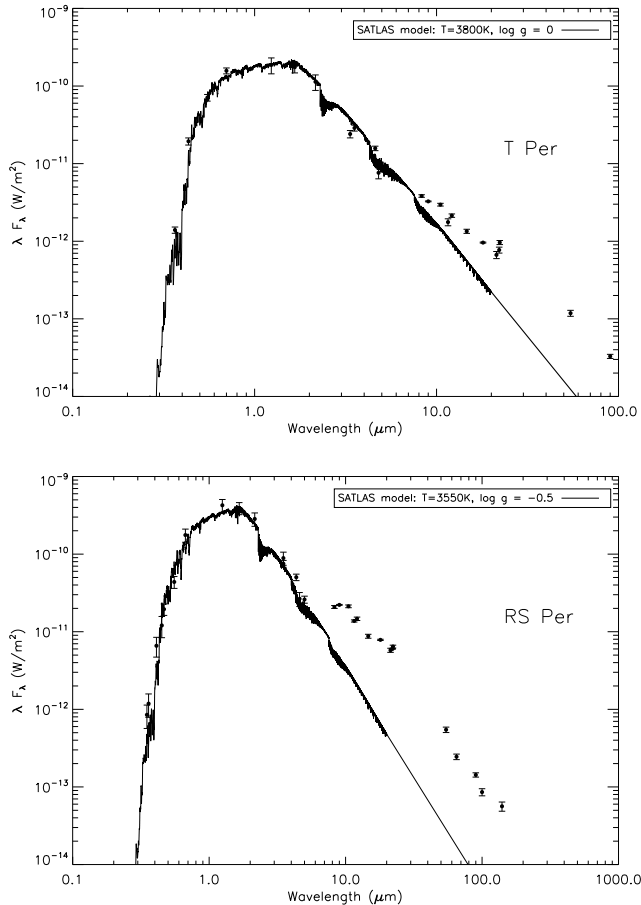 10⁻⁹
SATLAS model: T=3800K, log g = 0
10⁻¹⁰
T Per
10⁻¹¹
λ F_λ (W/m²)
10⁻¹²
10⁻¹³
10⁻¹⁴
0.1 1.0 10.0 100.0
Wavelength (μm)
10⁻⁹
SATLAS model: T=3550K, log g = −0.5
10⁻¹⁰
RS Per
10⁻¹¹
λ F_λ (W/m²)
10⁻¹²
10⁻¹³
10⁻¹⁴
0.1 1.0 10.0 100.0 1000.0
Wavelength (μm)